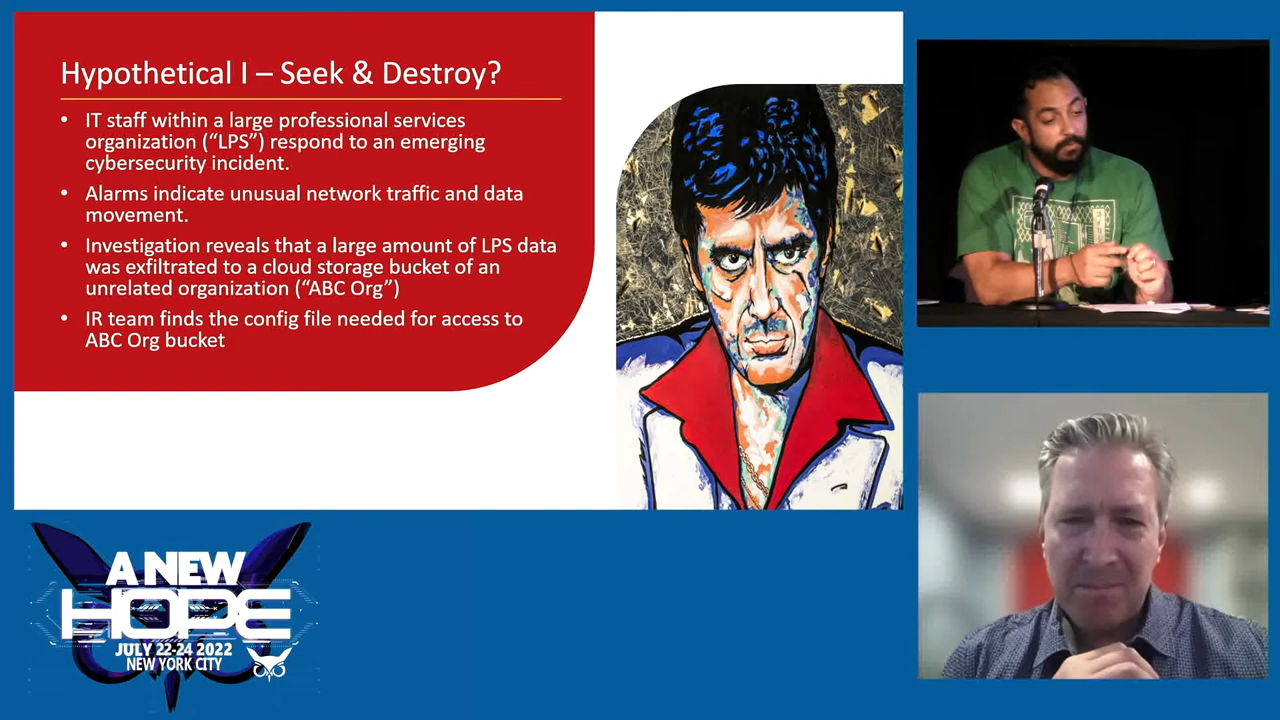 Hypothetical I – Seek & Destroy?
• IT staff within a large professional services
organization (“LPS”) respond to an emerging
cybersecurity incident.
• Alarms indicate unusual network traffic and data
movement.
• Investigation reveals that a large amount of LPS data
was exfiltrated to a cloud storage bucket of an
unrelated organization (“ABC Org”)
• IR team finds the config file needed for access to
ABC Org bucket
A NEW
HOPE
JULY 22-24 2022
NEW YORK CITY